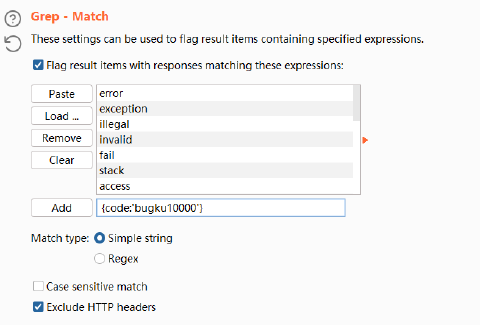 Grep - Match
These settings can be used to flag result items containing specified expressions.
Flag result items with responses matching these expressions:
Paste
error
exception
Load ...
illegal
Remove
invalid
fail
Clear
stack
access
Add
{code:'bugku10000'}
Match type:
Simple string
Regex
Case sensitive match
Exclude HTTP headers